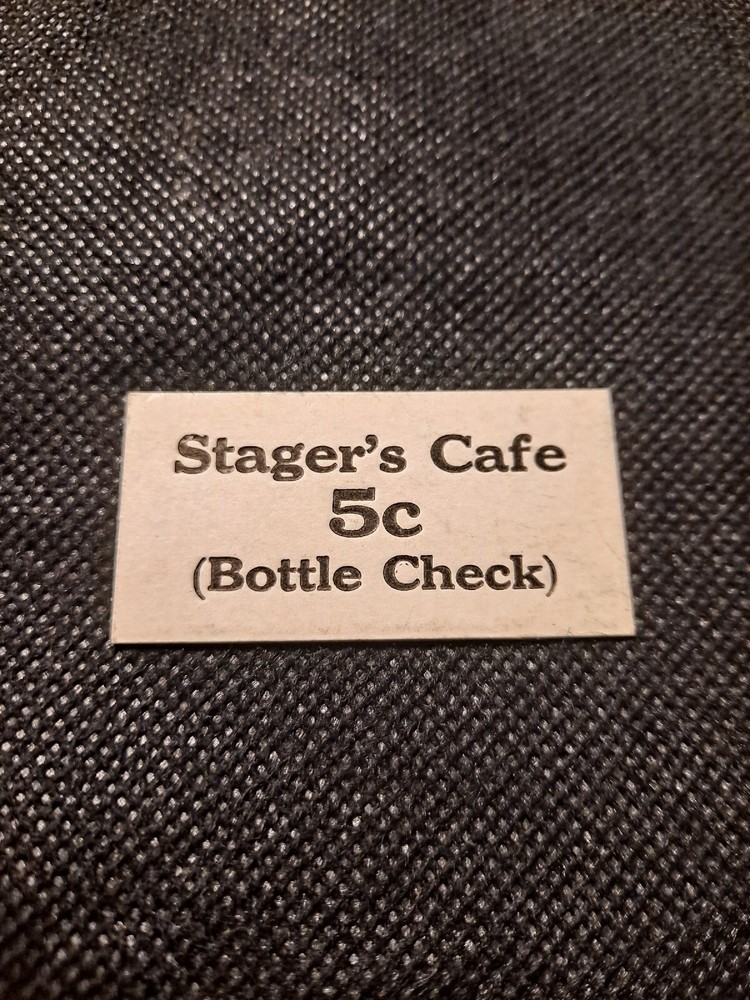 Stager's Cafe
5c
(Bottle Check)